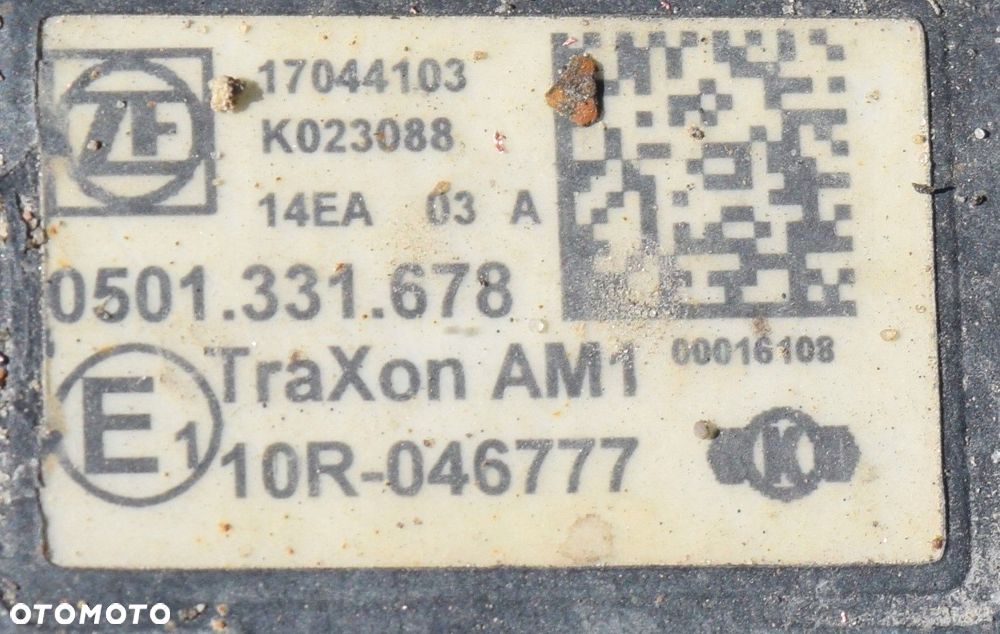 ZF
17044103
K023088
14EA 03 A
0501.331.678
TraXon AM1
00016108
E1
10R-046777
K
OTOMOTO